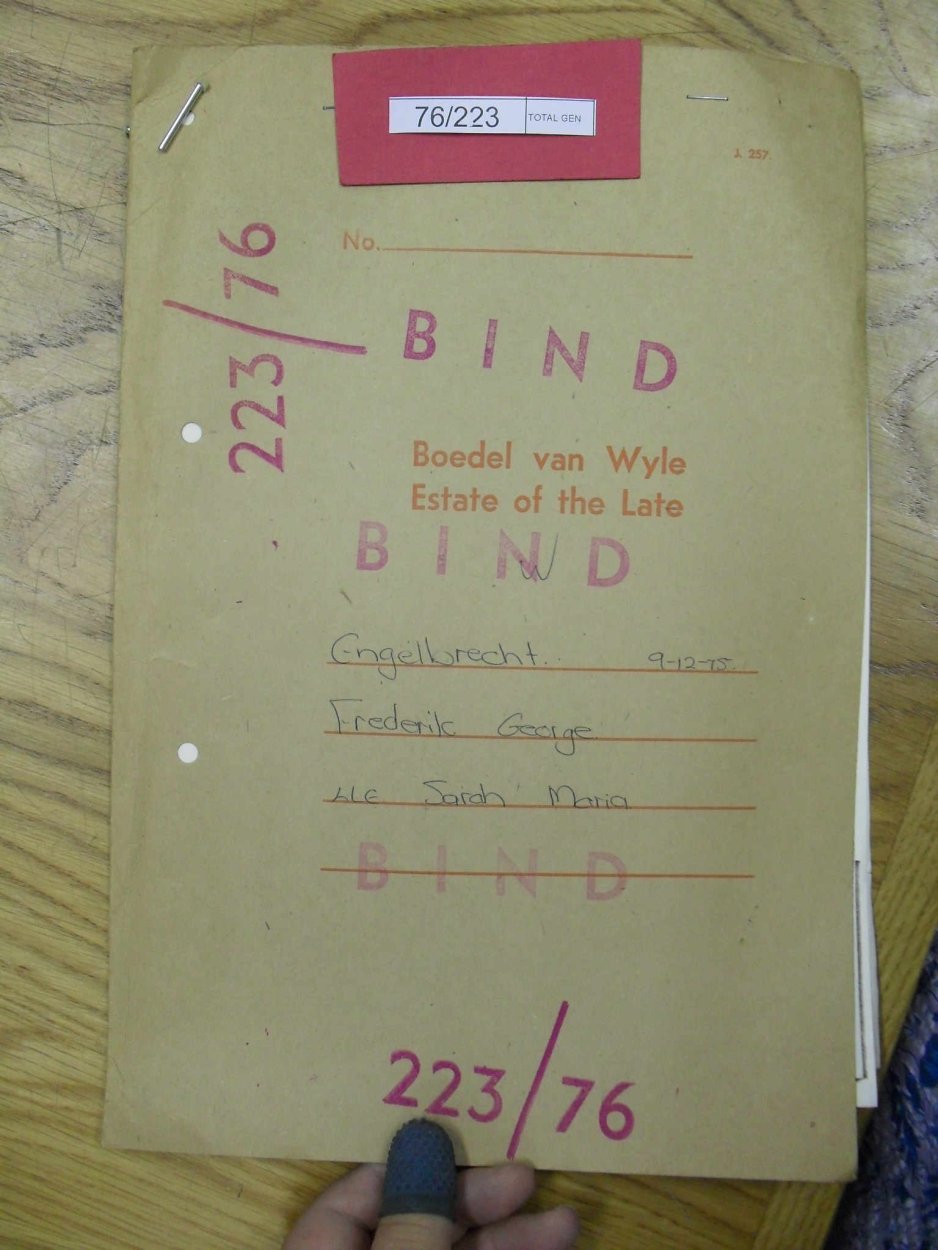 76/223 TOTAL GEN
J. 257.
No.
223/76
BIND
Boedel van Wyle
Estate of the Late
BIND
Engelbrecht. 9-12-75.
Frederik George
Sarah Maria
BIND
223/76